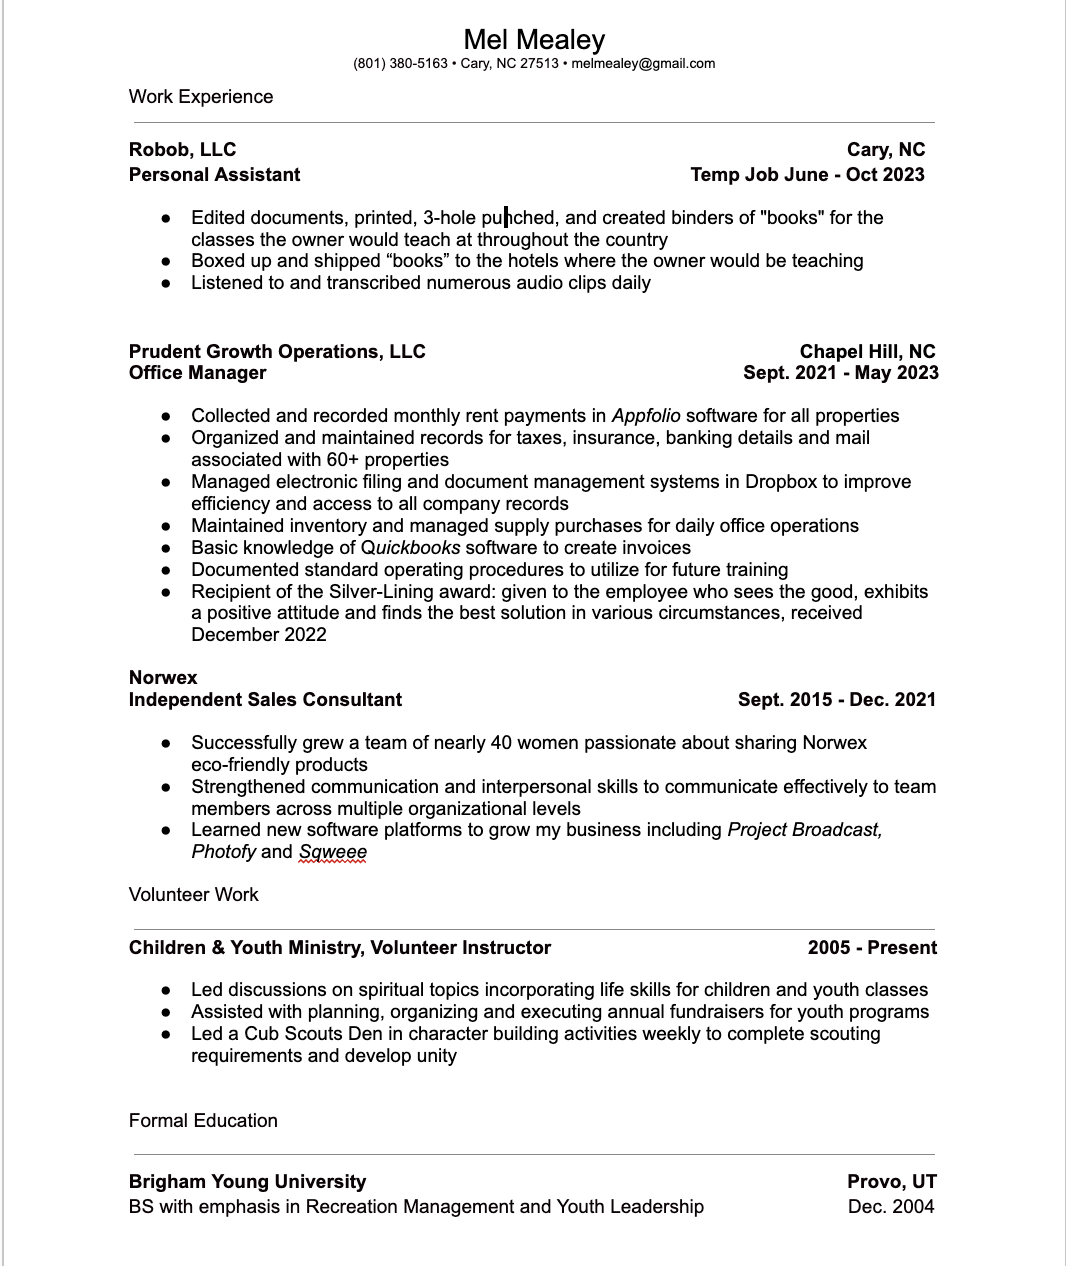 Mel Mealey
(801) 380-5163 • Cary, NC 27513 • melmealey@gmail.com
Work Experience
Robob, LLC Cary, NC
Personal Assistant Temp Job June - Oct 2023
● Edited documents, printed, 3-hole punched, and created binders of "books" for the
classes the owner would teach at throughout the country
● Boxed up and shipped “books” to the hotels where the owner would be teaching
● Listened to and transcribed numerous audio clips daily
Prudent Growth Operations, LLC Chapel Hill, NC
Office Manager Sept. 2021 - May 2023
● Collected and recorded monthly rent payments in Appfolio software for all properties
● Organized and maintained records for taxes, insurance, banking details and mail
associated with 60+ properties
● Managed electronic filing and document management systems in Dropbox to improve
efficiency and access to all company records
● Maintained inventory and managed supply purchases for daily office operations
● Basic knowledge of Quickbooks software to create invoices
● Documented standard operating procedures to utilize for future training
● Recipient of the Silver-Lining award: given to the employee who sees the good, exhibits
a positive attitude and finds the best solution in various circumstances, received
December 2022
Norwex
Independent Sales Consultant Sept. 2015 - Dec. 2021
● Successfully grew a team of nearly 40 women passionate about sharing Norwex
eco-friendly products
● Strengthened communication and interpersonal skills to communicate effectively to team
members across multiple organizational levels
● Learned new software platforms to grow my business including Project Broadcast,
Photofy and Sqweee
Volunteer Work
Children & Youth Ministry, Volunteer Instructor 2005 - Present
● Led discussions on spiritual topics incorporating life skills for children and youth classes
● Assisted with planning, organizing and executing annual fundraisers for youth programs
● Led a Cub Scouts Den in character building activities weekly to complete scouting
requirements and develop unity
Formal Education
Brigham Young University Provo, UT
BS with emphasis in Recreation Management and Youth Leadership Dec. 2004